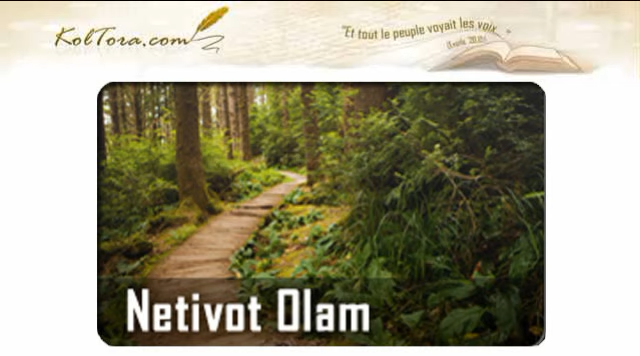 KolTora.com
"Et tout le peuple voyait les voix..."
Netivot Olam